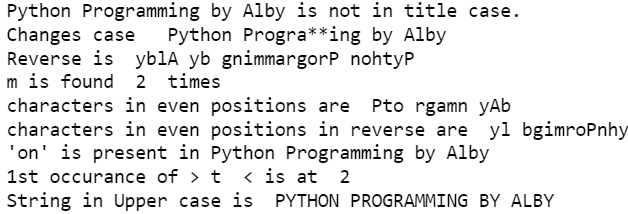 Python Programming by Alby is not in title case.
Changes case   Python Progra**ing by Alby
Reverse is  yblA yb gnimmargorP nohtyP
m is found  2  times
characters in even positions are  Pto rgamn yAb
characters in even positions in reverse are  yl bgimroPnhy
'on' is present in Python Programming by Alby
1st occurance of > t  < is at  2
String in Upper case is  PYTHON PROGRAMMING BY ALBY